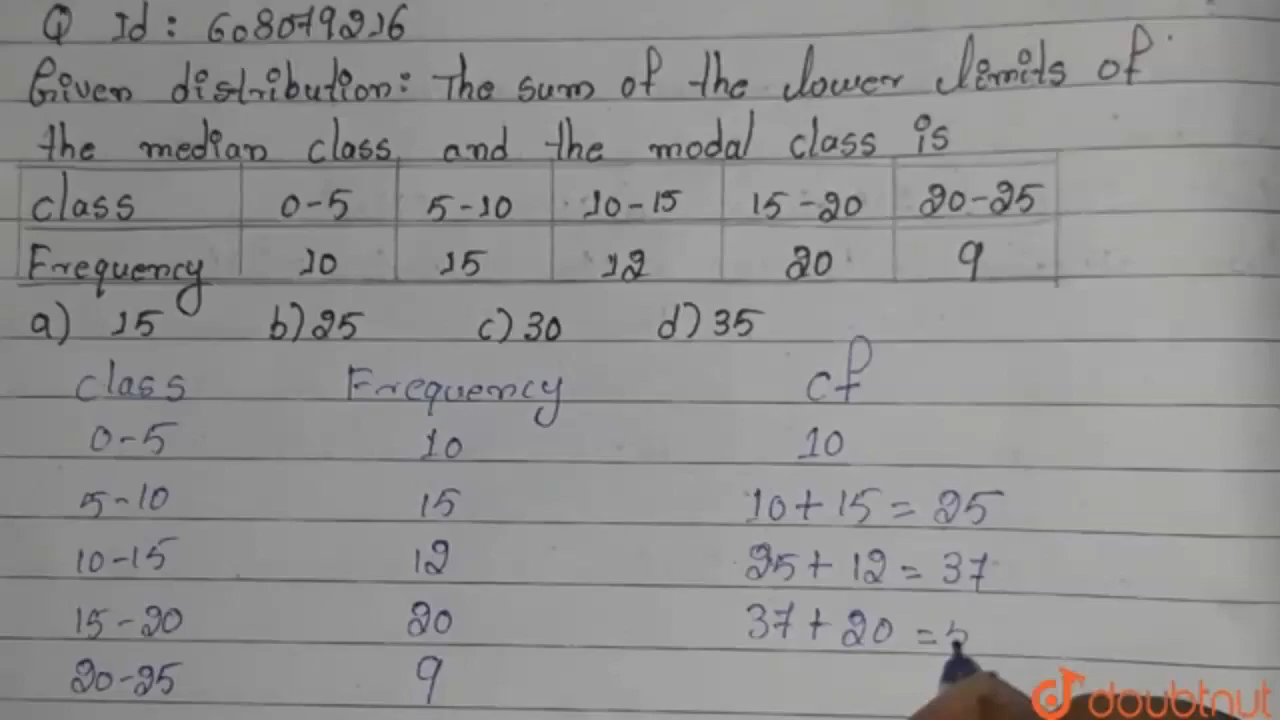 Q Id : 608079216
Given distribution: The sum of the lower limits of
the median class and the modal class is
class 0-5 5-10 10-15 15-20 20-25
Frequency 10 15 12 20 9
a) 15 b) 25 c) 30 d) 35
class Frequency cf
0-5 10 10
5-10 15 10+15=25
10-15 12 25+12=37
15-20 20 37+20=5
20-25 9
doubtnut